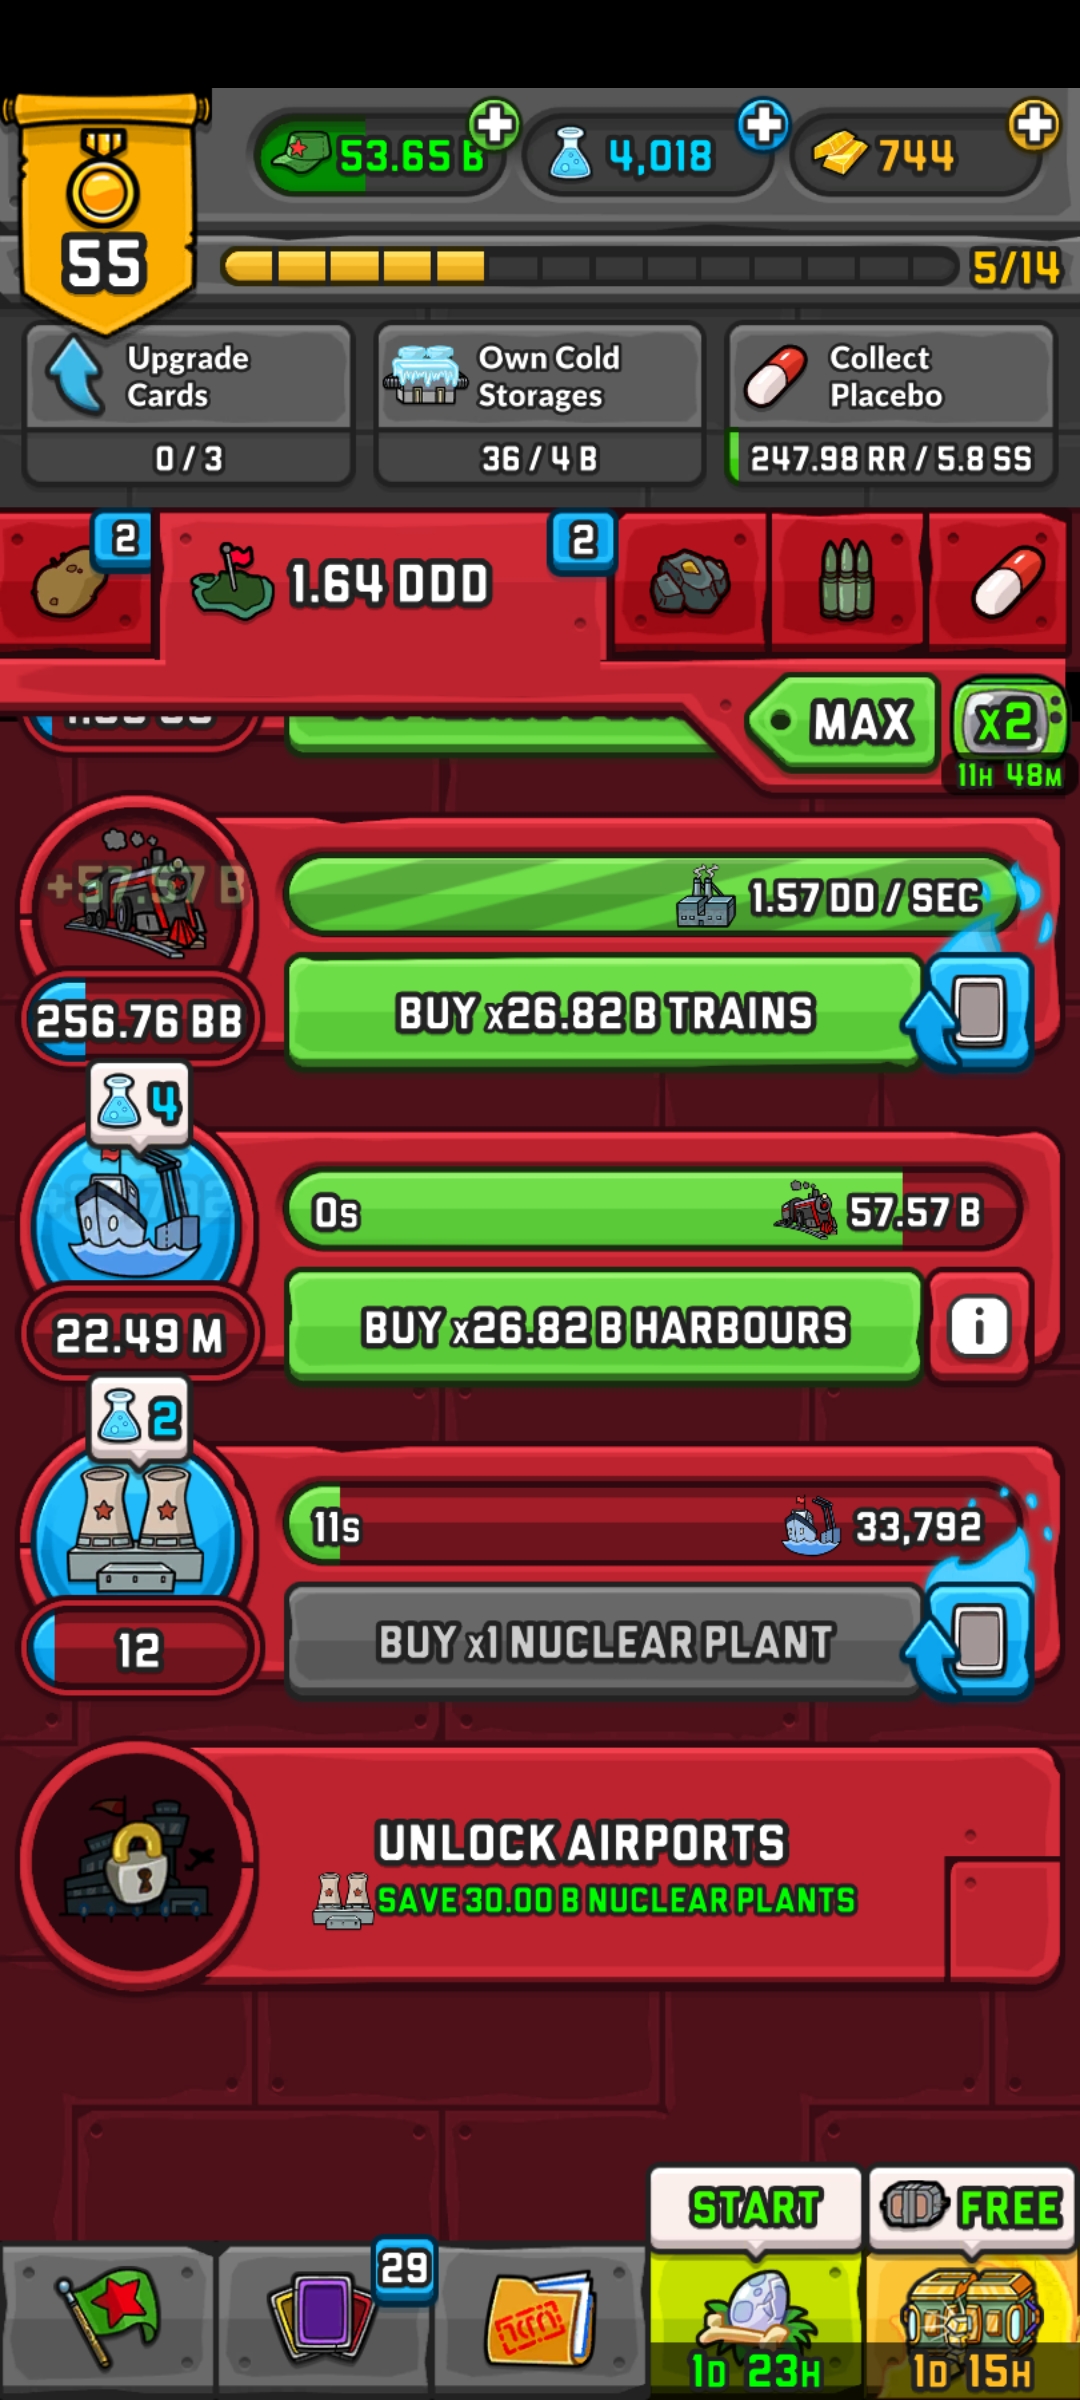 53.65 B
4,018
744
55
5/14
Upgrade
Cards
0 / 3
Own Cold
Storages
36 / 4 B
Collect
Placebo
247.98 RR / 5.8 SS
2
1.64 DDD
2
MAX
x2
11H 48M
+57.57 B
1.57 DD / SEC
256.76 BB
BUY x26.82 B TRAINS
4
0s
57.57 B
22.49 M
BUY x26.82 B HARBOURS
i
2
11s
33,792
12
BUY x1 NUCLEAR PLANT
UNLOCK AIRPORTS
SAVE 30.00 B NUCLEAR PLANTS
START
FREE
29
1D 23H
1D 15H